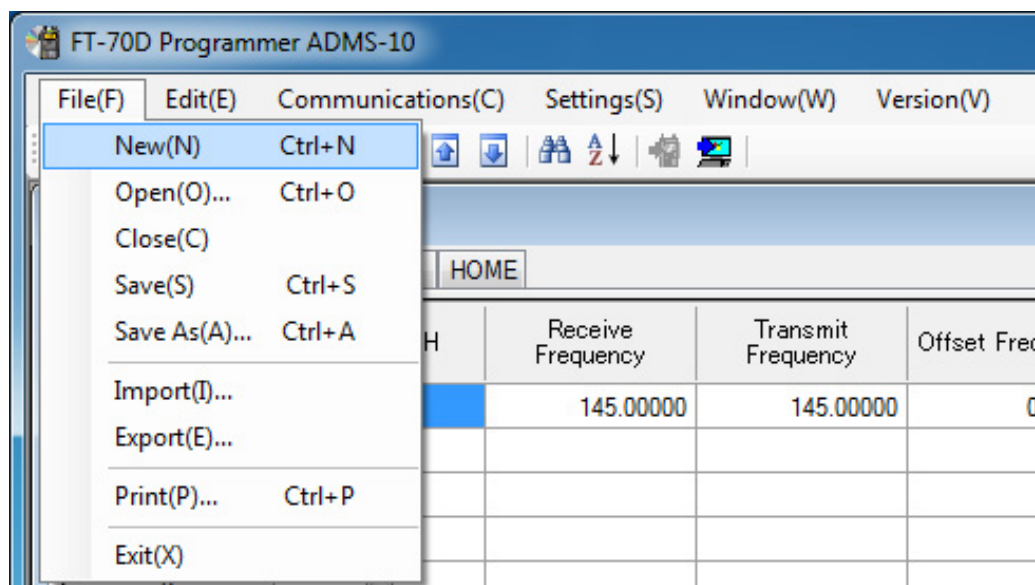 FT-70D Programmer ADMS-10
File(F) Edit(E) Communications(C) Settings(S) Window(W) Version(V)
New(N) Ctrl+N
Open(O)... Ctrl+O
Close(C)
Save(S) Ctrl+S
Save As(A)... Ctrl+A
Import(I)...
Export(E)...
Print(P)... Ctrl+P
Exit(X)
A
Z
HOME
H
Receive
Frequency
Transmit
Frequency
Offset
145.00000 145.00000